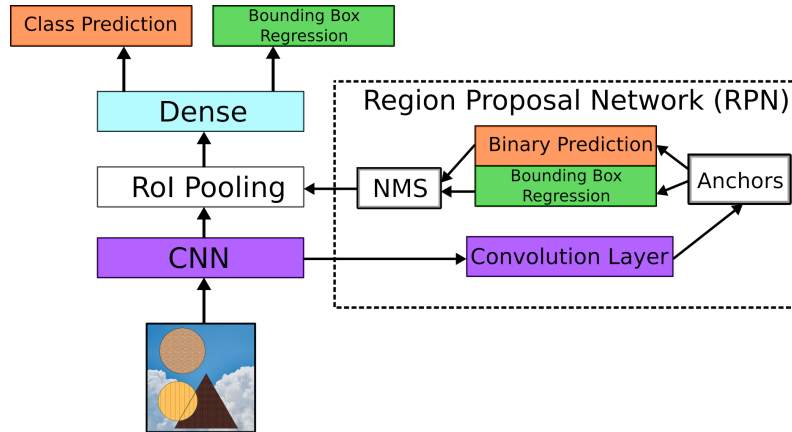 Class Prediction
Bounding Box
Regression
Dense
Region Proposal Network (RPN)
Binary Prediction
Bounding Box
Regression
Anchors
NMS
RoI Pooling
CNN
Convolution Layer